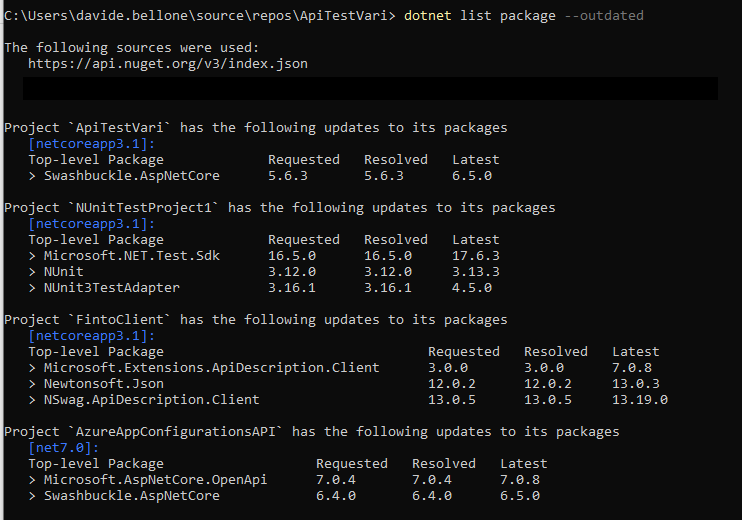 C:\Users\davide.bellone\source\repos\ApiTestVari> dotnet list package --outdated
The following sources were used:
https://api.nuget.org/v3/index.json
Project `ApiTestVari` has the following updates to its packages
[netcoreapp3.1]:
Top-level Package Requested Resolved Latest
> Swashbuckle.AspNetCore 5.6.3 5.6.3 6.5.0
Project `NUnitTestProject1` has the following updates to its packages
[netcoreapp3.1]:
Top-level Package Requested Resolved Latest
> Microsoft.NET.Test.Sdk 16.5.0 16.5.0 17.6.3
> NUnit 3.12.0 3.12.0 3.13.3
> NUnit3TestAdapter 3.16.1 3.16.1 4.5.0
Project `FintoClient` has the following updates to its packages
[netcoreapp3.1]:
Top-level Package Requested Resolved Latest
> Microsoft.Extensions.ApiDescription.Client 3.0.0 3.0.0 7.0.8
> Newtonsoft.Json 12.0.2 12.0.2 13.0.3
> NSwag.ApiDescription.Client 13.0.5 13.0.5 13.19.0
Project `AzureAppConfigurationsAPI` has the following updates to its packages
[net7.0]:
Top-level Package Requested Resolved Latest
> Microsoft.AspNetCore.OpenApi 7.0.4 7.0.4 7.0.8
> Swashbuckle.AspNetCore 6.4.0 6.4.0 6.5.0